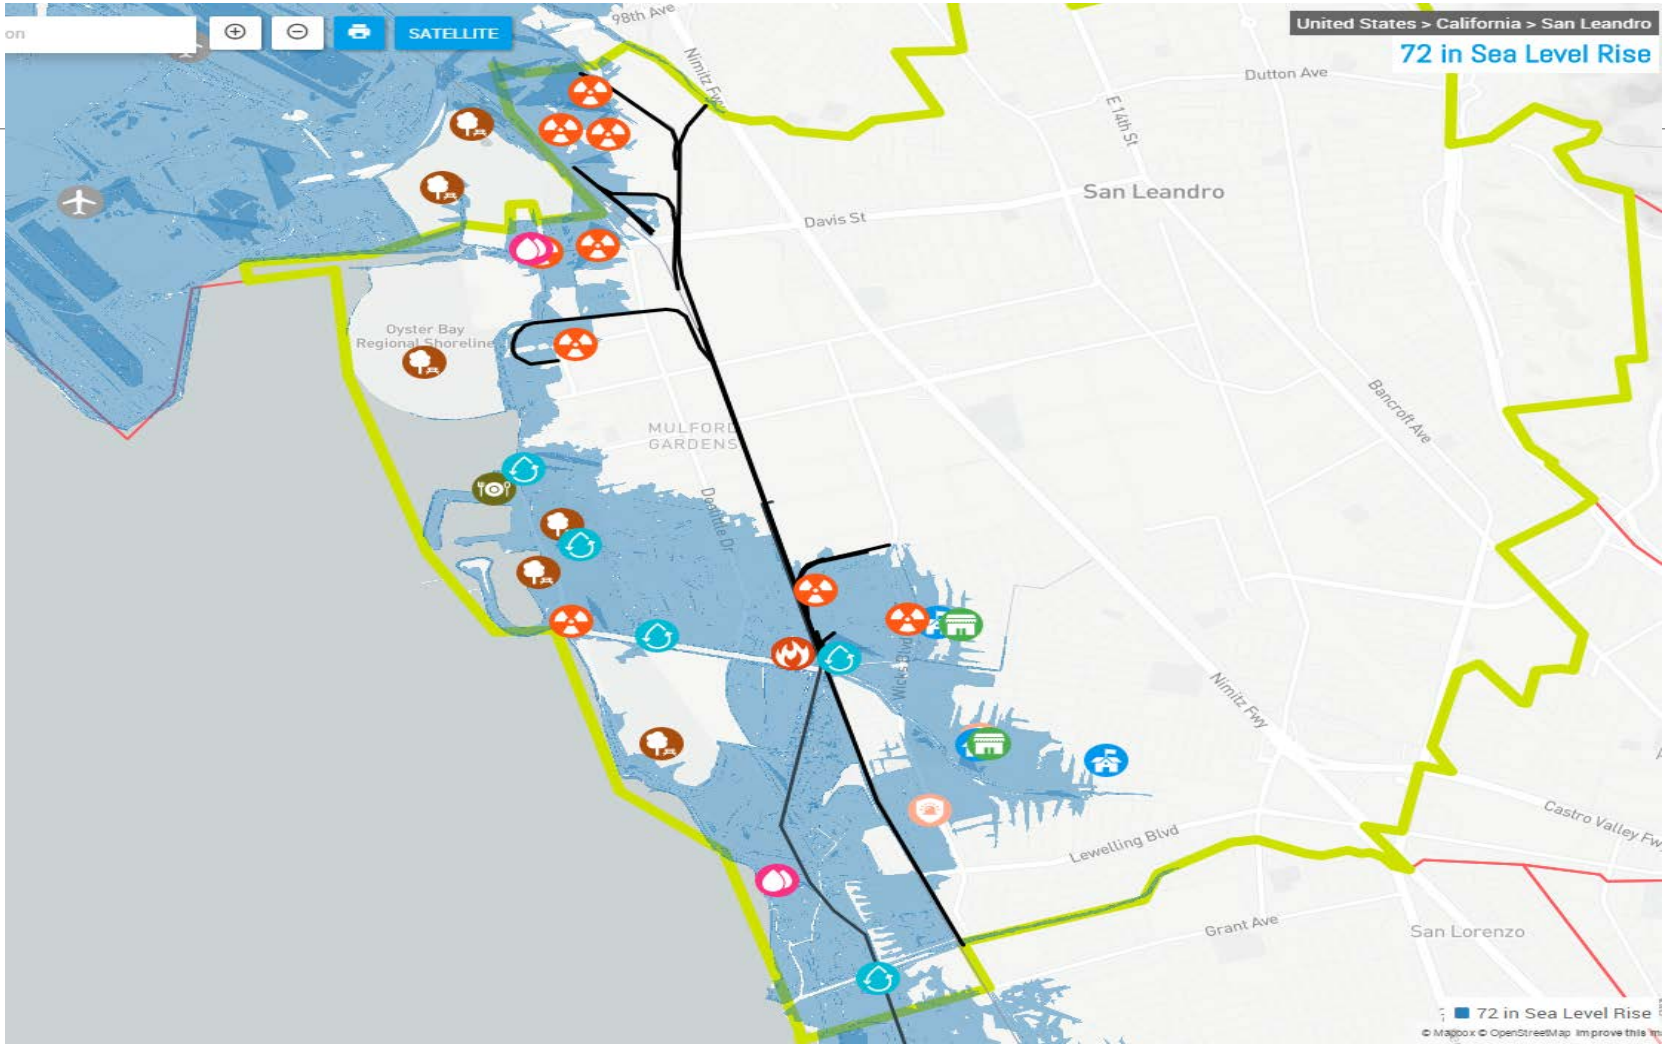 on
SATELLITE
98th Ave
United States > California > San Leandro
72 in Sea Level Rise
Nimitz Fwy
Dutton Ave
E 14th St
San Leandro
Davis St
Oyster Bay
Regional Shoreline
MULFORD
GARDENS
Bancroft Ave
Doolittle Dr
Wicks Blvd
Nimitz Fwy
Lewelling Blvd
Castro Valley Fwy
Grant Ave
San Lorenzo
72 in Sea Level Rise
© Mapbox © OpenStreetMap Improve this m